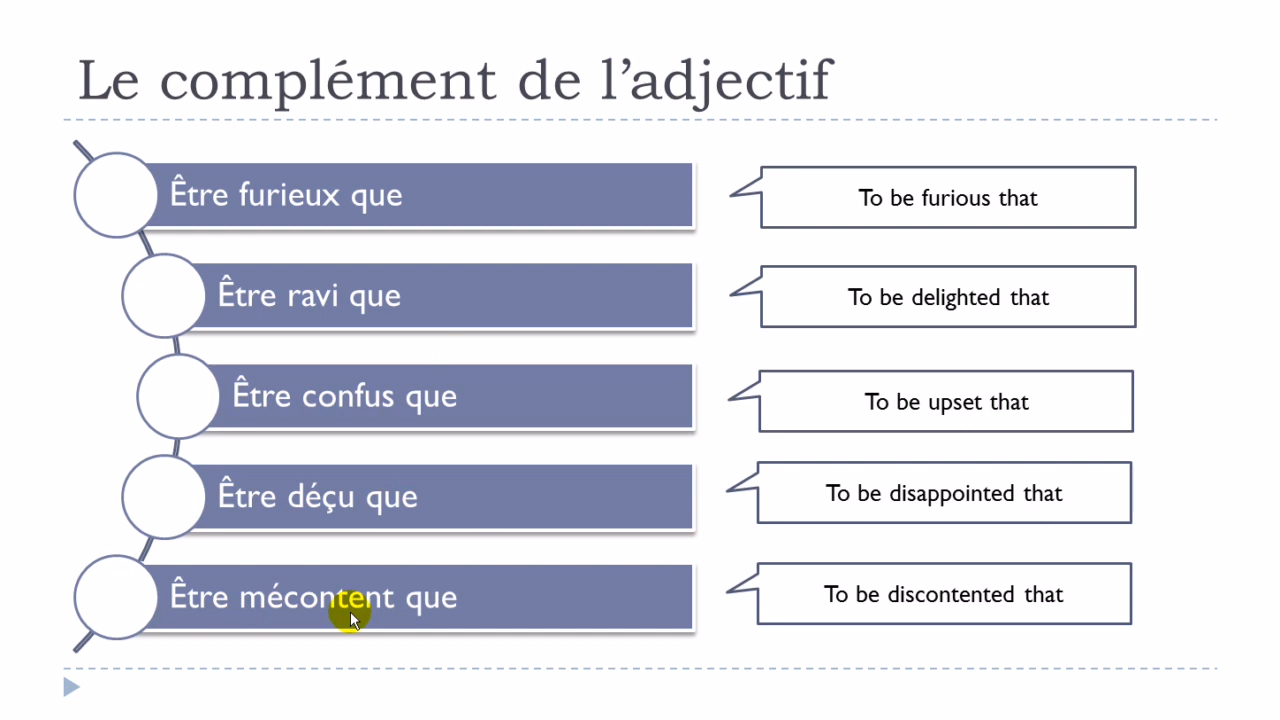 Le complément de l’adjectif
Être furieux que
To be furious that
Être ravi que
To be delighted that
Être confus que
To be upset that
Être déçu que
To be disappointed that
Être mécontent que
To be discontented that